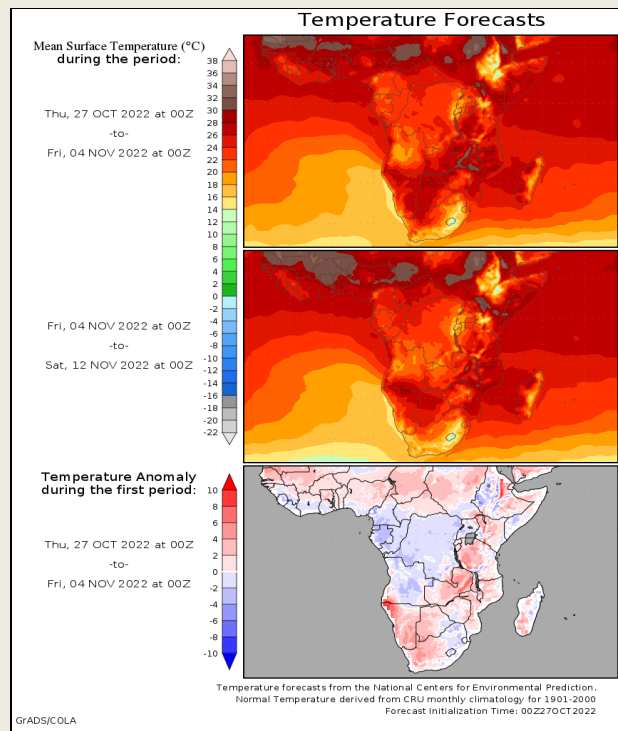 Temperature Forecasts
Mean Surface Temperature (°C)
during the period:
Thu, 27 OCT 2022 at 00Z
-to-
Fri, 04 NOV 2022 at 00Z
38
36
34
32
30
28
26
24
22
20
18
16
14
12
10
8
6
4
2
0
-2
-4
-6
-8
-10
-12
-14
-16
-18
-20
-22
Fri, 04 NOV 2022 at 00Z
-to-
Sat, 12 NOV 2022 at 00Z
Temperature Anomaly
during the first period:
Thu, 27 OCT 2022 at 00Z
-to-
Fri, 04 NOV 2022 at 00Z
10
8
6
4
2
0
-2
-4
-6
-8
-10
Temperature forecasts from the National Centers for Environmental Prediction.
Normal Temperature derived from CRU monthly climatology for 1901-2000
Forecast Initialization Time: 00Z27OCT2022
GrADS/COLA